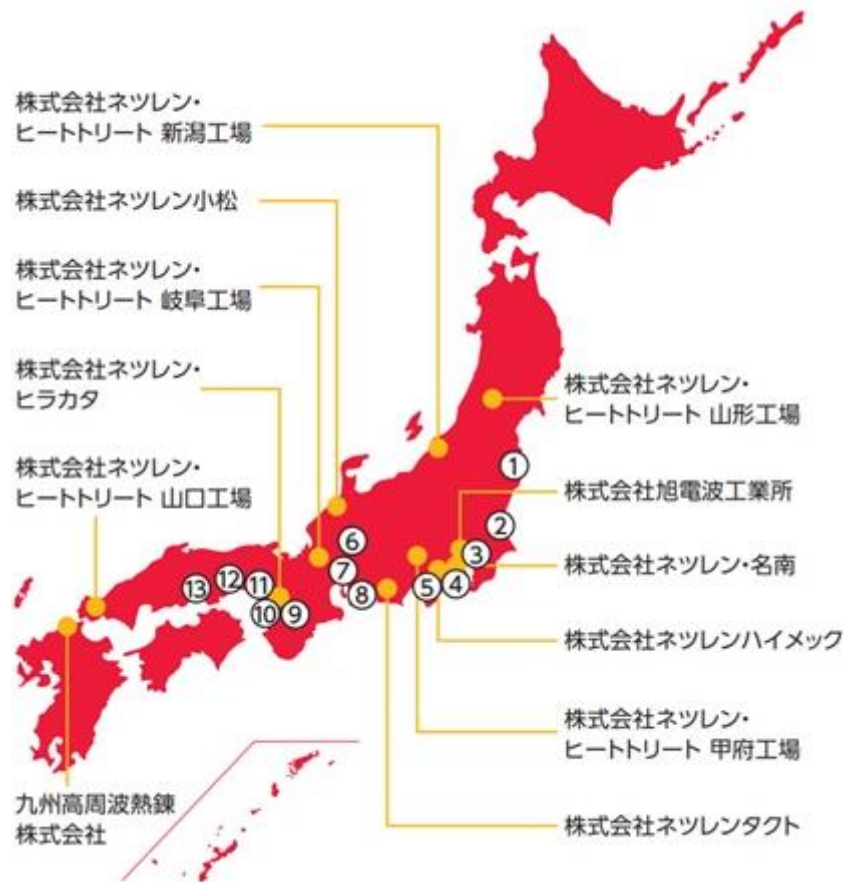 株式会社ネツレン・
ヒートトリート 新潟工場
株式会社ネツレン小松
株式会社ネツレン・
ヒートトリート 岐阜工場
株式会社ネツレン・
ヒラカタ
株式会社ネツレン・
ヒートトリート 山口工場
九州高周波熱錬
株式会社
株式会社ネツレン・
ヒートトリート 山形工場
株式会社旭電波工業所
株式会社ネツレン・名南
株式会社ネツレンハイメック
株式会社ネツレン・
ヒートトリート 甲府工場
株式会社ネツレンタクト
①
②
③
④
⑤
⑥
⑦
⑧
⑨
⑩
⑪
⑫
⑬